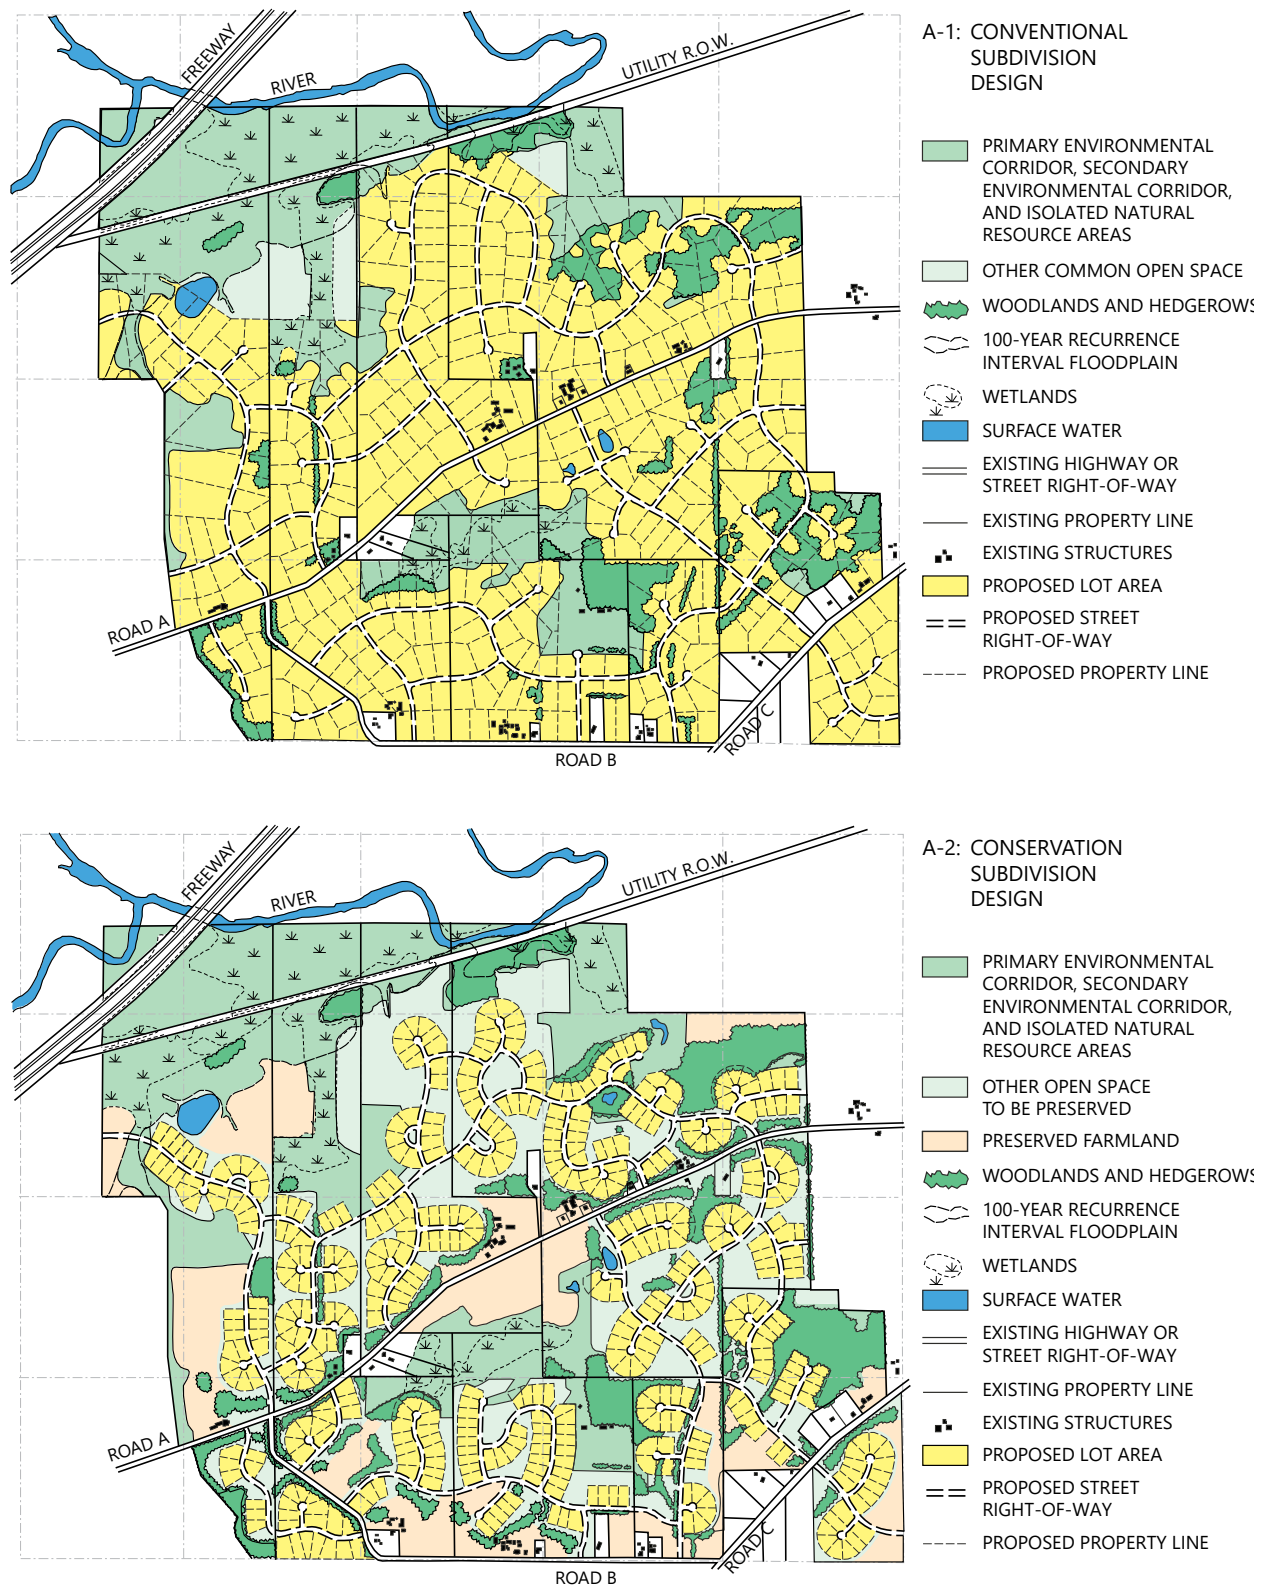 A-1: CONVENTIONAL
SUBDIVISION
DESIGN
FREEWAY
RIVER
UTILITY R.O.W.
ROAD A
ROAD B
ROAD C
PRIMARY ENVIRONMENTAL
CORRIDOR, SECONDARY
ENVIRONMENTAL CORRIDOR,
AND ISOLATED NATURAL
RESOURCE AREAS
OTHER COMMON OPEN SPACE
WOODLANDS AND HEDGEROWS
100-YEAR RECURRENCE
INTERVAL FLOODPLAIN
WETLANDS
SURFACE WATER
EXISTING HIGHWAY OR
STREET RIGHT-OF-WAY
EXISTING PROPERTY LINE
EXISTING STRUCTURES
PROPOSED LOT AREA
PROPOSED STREET
RIGHT-OF-WAY
PROPOSED PROPERTY LINE
A-2: CONSERVATION
SUBDIVISION
DESIGN
FREEWAY
RIVER
UTILITY R.O.W.
ROAD A
ROAD B
ROAD C
PRIMARY ENVIRONMENTAL
CORRIDOR, SECONDARY
ENVIRONMENTAL CORRIDOR,
AND ISOLATED NATURAL
RESOURCE AREAS
OTHER OPEN SPACE
TO BE PRESERVED
PRESERVED FARMLAND
WOODLANDS AND HEDGEROWS
100-YEAR RECURRENCE
INTERVAL FLOODPLAIN
WETLANDS
SURFACE WATER
EXISTING HIGHWAY OR
STREET RIGHT-OF-WAY
EXISTING PROPERTY LINE
EXISTING STRUCTURES
PROPOSED LOT AREA
PROPOSED STREET
RIGHT-OF-WAY
PROPOSED PROPERTY LINE